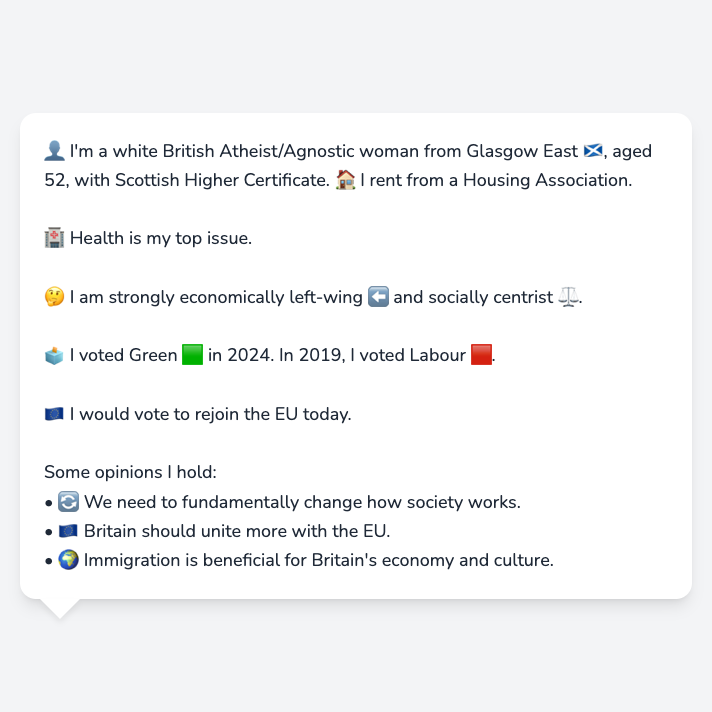 👤 I'm a white British Atheist/Agnostic woman from Glasgow East 🏴󠁧󠁢󠁳󠁣󠁴󠁿, aged
52, with Scottish Higher Certificate. 🏠 I rent from a Housing Association.
🏥 Health is my top issue.
🤔 I am strongly economically left-wing ⬅️ and socially centrist ⚖️.
🗳️ I voted Green 🟩 in 2024. In 2019, I voted Labour 🟥.
🇪🇺 I would vote to rejoin the EU today.
Some opinions I hold:
• 🔄 We need to fundamentally change how society works.
• 🇪🇺 Britain should unite more with the EU.
• 🌍 Immigration is beneficial for Britain's economy and culture.